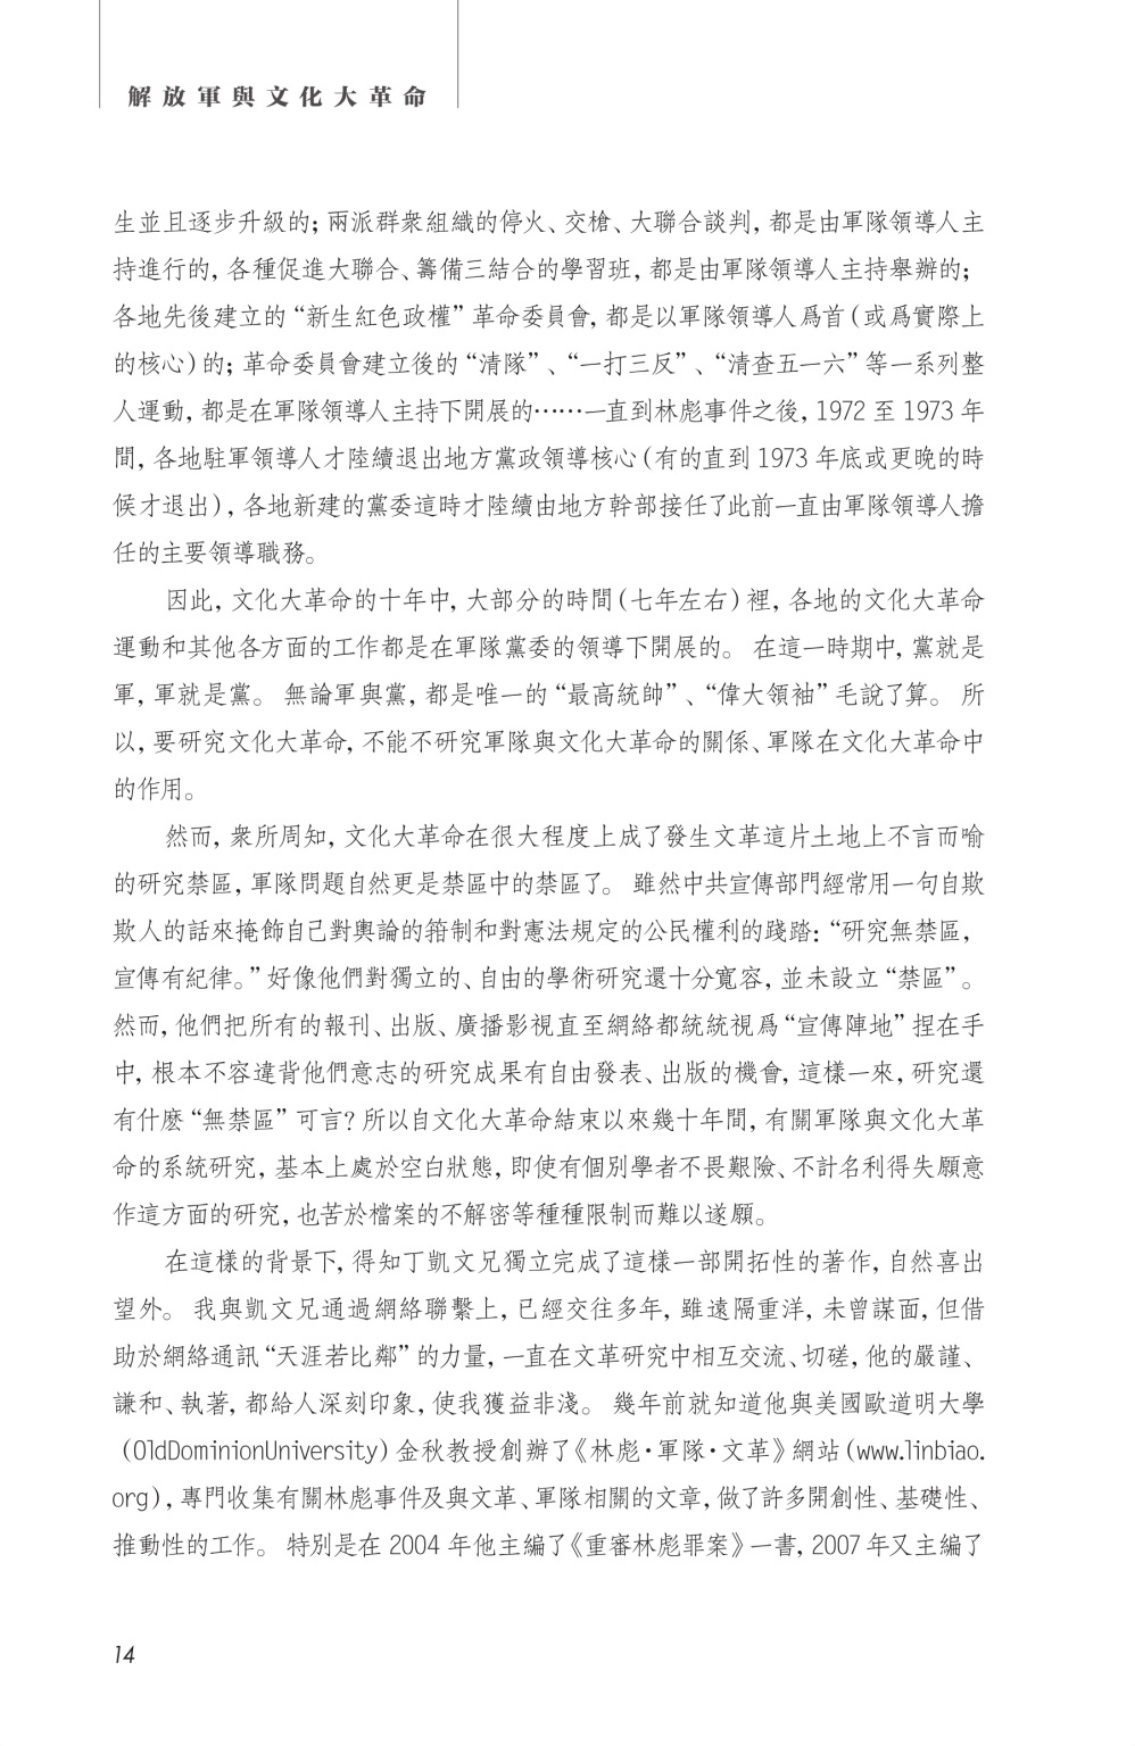 解放軍與文化大革命
生並且逐步升級的；兩派群衆組織的停火、交槍、大聯合談判，都是由軍隊領導人主
持進行的，各種促進大聯合、籌備三結合的學習班，都是由軍隊領導人主持舉辦的；
各地先後建立的“新生紅色政權”革命委員會，都是以軍隊領導人爲首（或爲實際上
的核心）的；革命委員會建立後的“清隊”、“一打三反”、“清查五一六”等一系列整
人運動，都是在軍隊領導人主持下開展的……一直到林彪事件之後，1972 至 1973 年
間，各地駐軍領導人才陸續退出地方黨政領導核心（有的直到 1973 年底或更晚的時
候才退出），各地新建的黨委這時才陸續由地方幹部接任了此前一直由軍隊領導人擔
任的主要領導職務。
因此，文化大革命的十年中，大部分的時間（七年左右）裡，各地的文化大革命
運動和其他各方面的工作都是在軍隊黨委的領導下開展的。 在這一時期中，黨就是
軍，軍就是黨。 無論軍與黨，都是唯一的“最高統帥”、“偉大領袖”毛說了算。 所
以，要研究文化大革命，不能不研究軍隊與文化大革命的關係、軍隊在文化大革命中
的作用。
然而，衆所周知，文化大革命在很大程度上成了發生文革這片土地上不言而喻
的研究禁區，軍隊問題自然更是禁區中的禁區了。 雖然中共宣傳部門經常用一句自欺
欺人的話來掩飾自己對輿論的箝制和對憲法規定的公民權利的踐踏：“研究無禁區，
宣傳有紀律。”好像他們對獨立的、自由的學術研究還十分寬容，並未設立“禁區”。
然而，他們把所有的報刊、出版、廣播影視直至網絡都統統視爲“宣傳陣地”捏在手
中，根本不容違背他們意志的研究成果有自由發表、出版的機會，這樣一來，研究還
有什麽“無禁區”可言？所以自文化大革命結束以來幾十年間，有關軍隊與文化大革
命的系統研究，基本上處於空白狀態，即使有個別學者不畏艱險、不計名利得失願意
作這方面的研究，也苦於檔案的不解密等種種限制而難以遂願。
在這樣的背景下，得知丁凱文兄獨立完成了這樣一部開拓性的著作，自然喜出
望外。 我與凱文兄通過網絡聯繫上，已經交往多年，雖遠隔重洋，未曾謀面，但借
助於網絡通訊“天涯若比鄰”的力量，一直在文革研究中相互交流、切磋，他的嚴謹、
謙和、執著，都給人深刻印象，使我獲益非淺。 幾年前就知道他與美國歐道明大學
（OldDominionUniversity）金秋教授創辦了《林彪·軍隊·文革》網站（www.linbiao.
org），專門收集有關林彪事件及與文革、軍隊相關的文章，做了許多開創性、基礎性、
推動性的工作。 特別是在 2004 年他主編了《重審林彪罪案》一書，2007 年又主編了
14